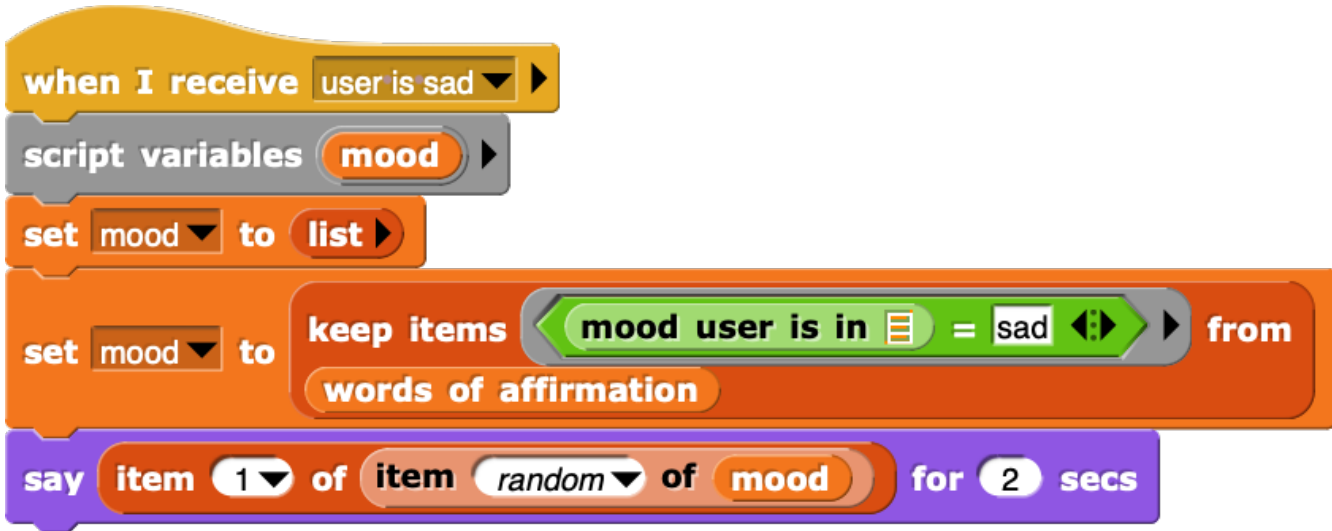 when I receive user is sad
script variables mood
set mood to list
set mood to keep items mood user is in = sad from
words of affirmation
say item 1 of item random of mood for 2 secs